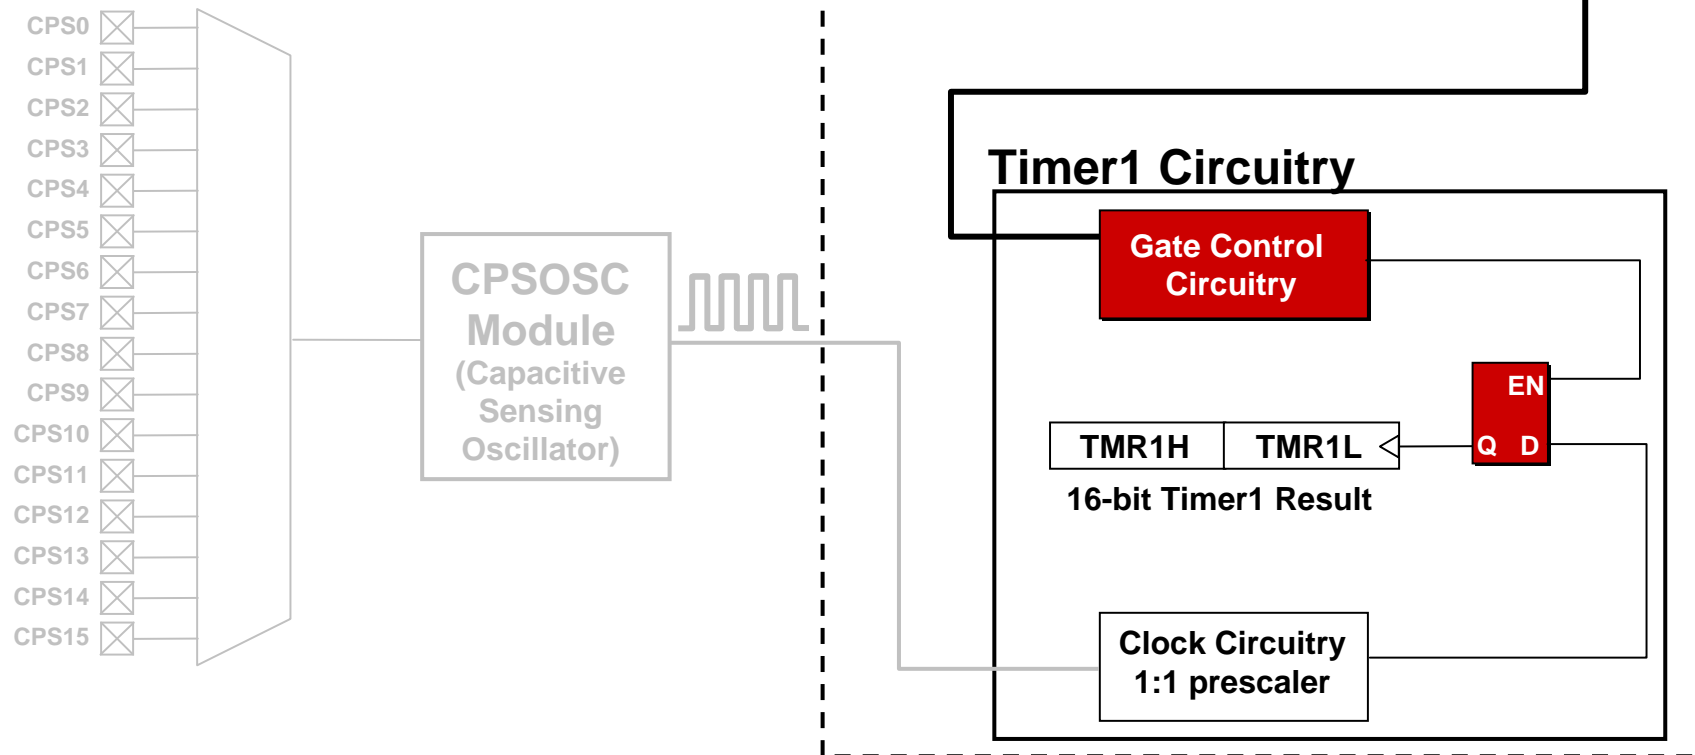 CPS0
CPS1
CPS2
CPS3
CPS4
CPS5
CPS6
CPS7
CPS8
CPS9
CPS10
CPS11
CPS12
CPS13
CPS14
CPS15
CPSOSC
Module
(Capacitive
Sensing
Oscillator)
Timer1 Circuitry
Gate Control
Circuitry
EN
Q D
TMR1H TMR1L
16-bit Timer1 Result
Clock Circuitry
1:1 prescaler